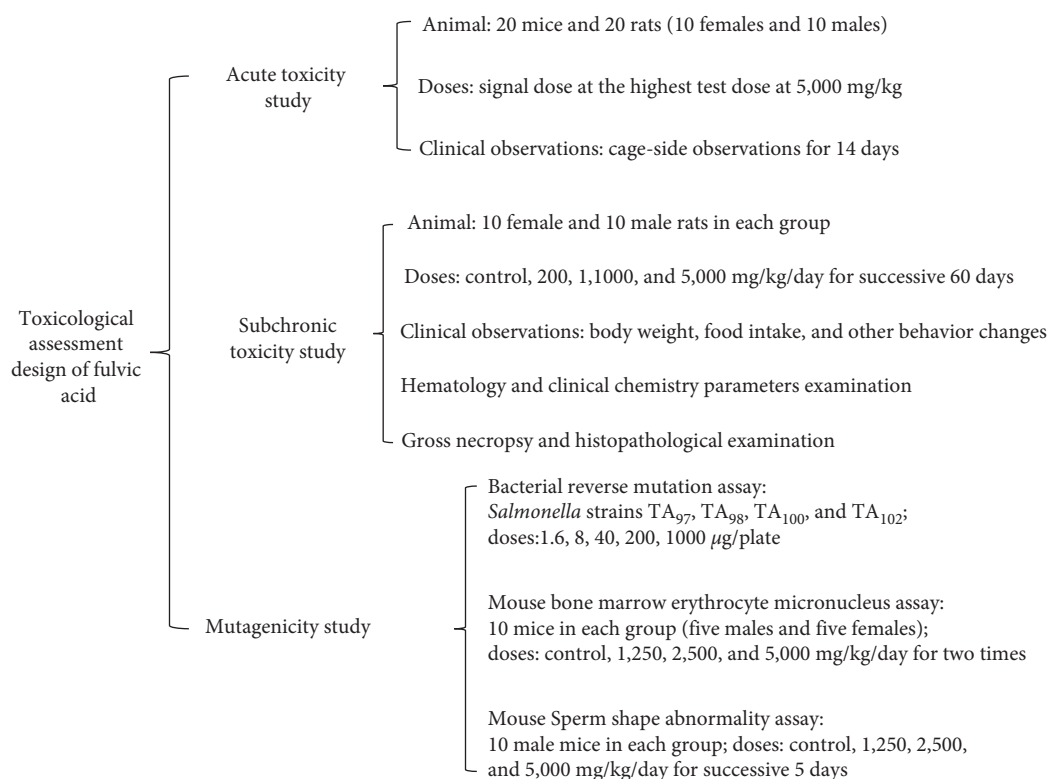 Toxicological
assessment
design of fulvic
acid
Acute toxicity
study
Animal: 20 mice and 20 rats (10 females and 10 males)
Doses: signal dose at the highest test dose at 5,000 mg/kg
Clinical observations: cage-side observations for 14 days
Subchronic
toxicity study
Animal: 10 female and 10 male rats in each group
Doses: control, 200, 1,1000, and 5,000 mg/kg/day for successive 60 days
Clinical observations: body weight, food intake, and other behavior changes
Hematology and clinical chemistry parameters examination
Gross necropsy and histopathological examination
Mutagenicity study
Bacterial reverse mutation assay:
Salmonella strains TA97, TA98, TA100, and TA102;
doses:1.6, 8, 40, 200, 1000 µg/plate
Mouse bone marrow erythrocyte micronucleus assay:
10 mice in each group (five males and five females);
doses: control, 1,250, 2,500, and 5,000 mg/kg/day for two times
Mouse Sperm shape abnormality assay:
10 male mice in each group; doses: control, 1,250, 2,500,
and 5,000 mg/kg/day for successive 5 days